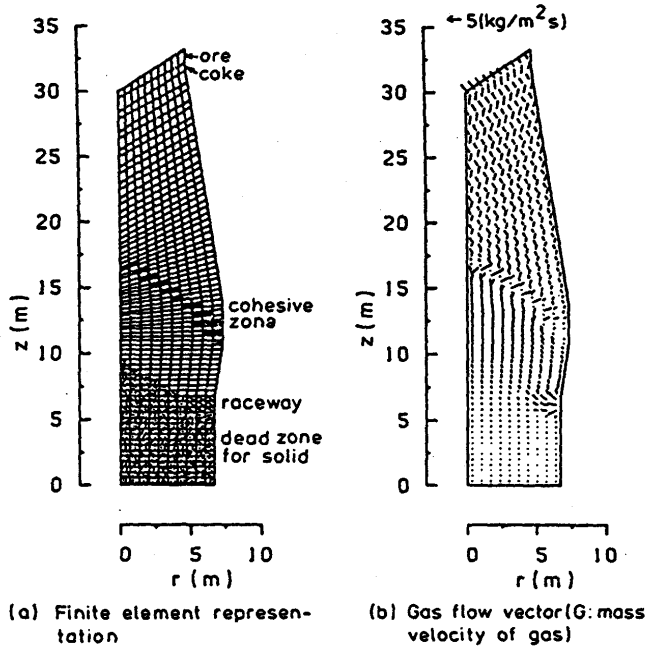 35
30
25
20
15
10
5
0
z (m)
ore
coke
cohesive
zona
raceway
dead zone
for solid
0 5 10
r (m)
(a) Finite element represen-
tation
35
30
25
20
15
10
5
0
z (m)
←5(kg/m²s)
0 5 10
r (m)
(b) Gas flow vector(G: mass
velocity of gas)